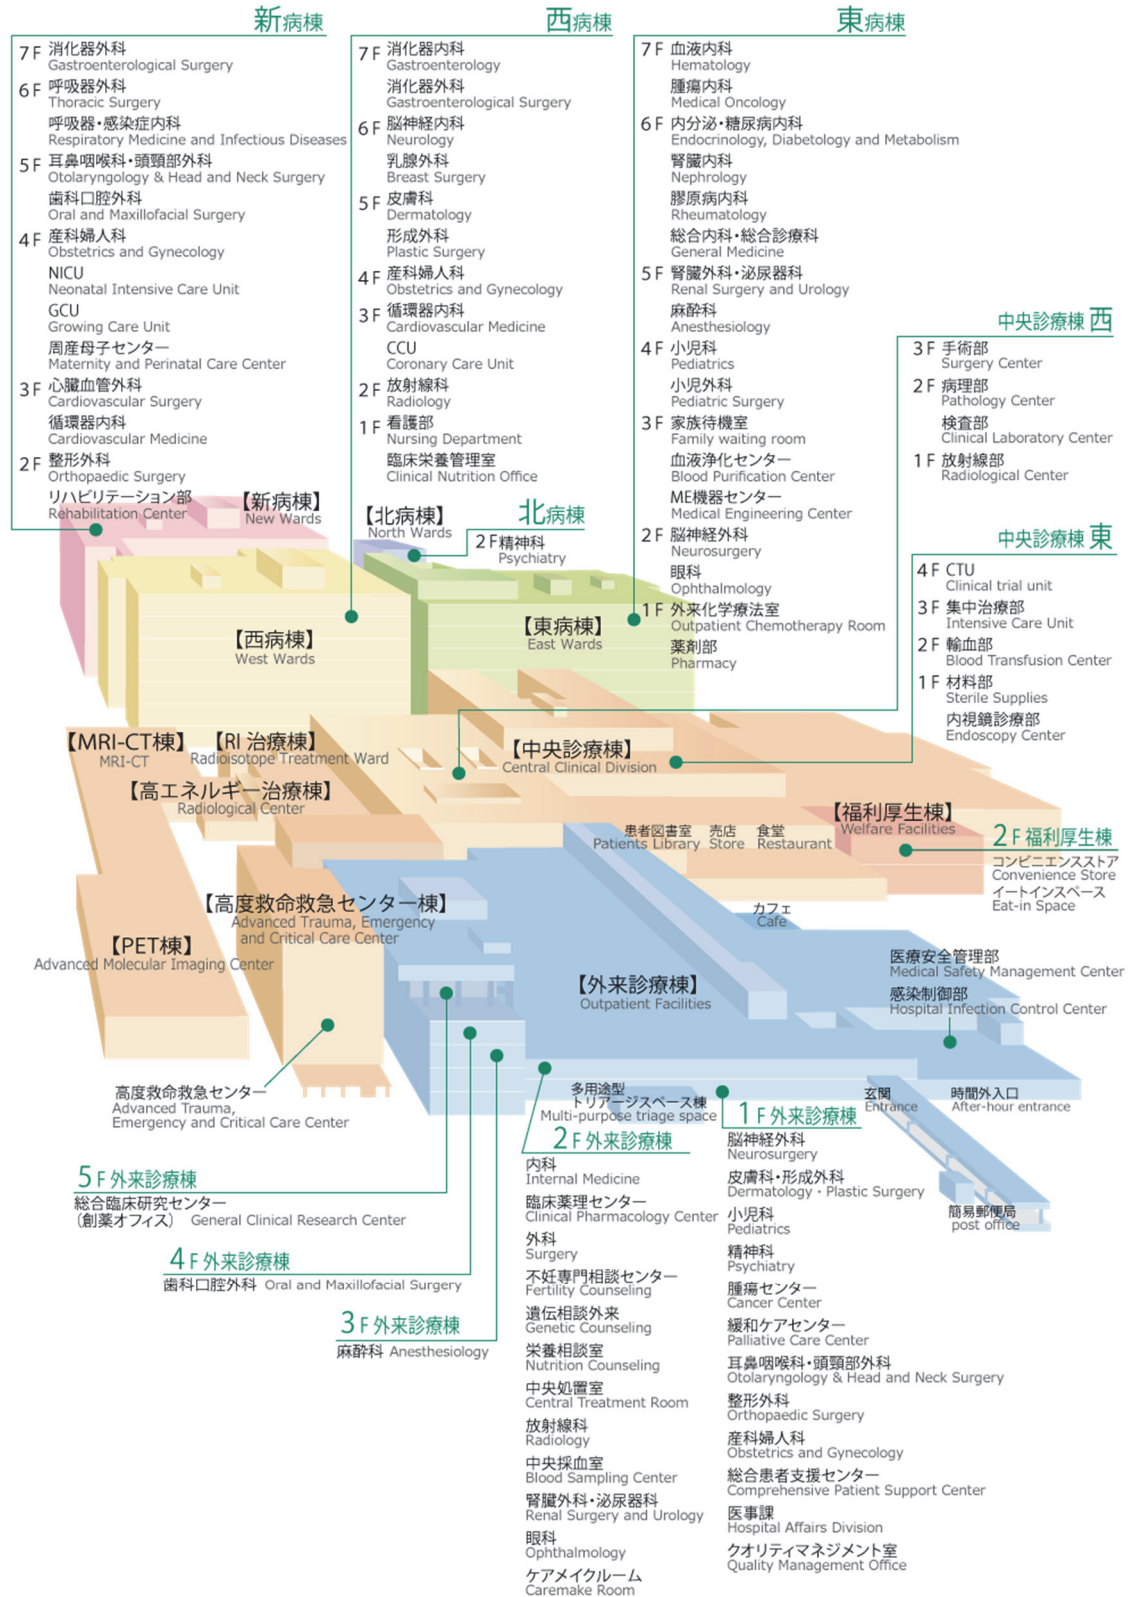 新病棟
7F 消化器外科
Gastroenterological Surgery
6F 呼吸器外科
Thoracic Surgery
呼吸器・感染症内科
Respiratory Medicine and Infectious Diseases
5F 耳鼻咽喉科・頭頸部外科
Otolaryngology & Head and Neck Surgery
歯科口腔外科
Oral and Maxillofacial Surgery
4F 産科婦人科
Obstetrics and Gynecology
NICU
Neonatal Intensive Care Unit
GCU
Growing Care Unit
周産母子センター
Maternity and Perinatal Care Center
3F 心臓血管外科
Cardiovascular Surgery
循環器内科
Cardiovascular Medicine
2F 整形外科
Orthopaedic Surgery
リハビリテーション部
Rehabilitation Center
西病棟
7F 消化器内科
Gastroenterology
消化器外科
Gastroenterological Surgery
6F 脳神経内科
Neurology
乳腺外科
Breast Surgery
5F 皮膚科
Dermatology
形成外科
Plastic Surgery
4F 産科婦人科
Obstetrics and Gynecology
3F 循環器内科
Cardiovascular Medicine
CCU
Coronary Care Unit
2F 放射線科
Radiology
1F 看護部
Nursing Department
臨床栄養管理室
Clinical Nutrition Office
東病棟
7F 血液内科
Hematology
腫瘍内科
Medical Oncology
6F 内分泌・糖尿病内科
Endocrinology, Diabetology and Metabolism
腎臓内科
Nephrology
膠原病内科
Rheumatology
総合内科・総合診療科
General Medicine
5F 腎臓外科・泌尿器科
Renal Surgery and Urology
麻酔科
Anesthesiology
4F 小児科
Pediatrics
小児外科
Pediatric Surgery
3F 家族待機室
Family waiting room
血液浄化センター
Blood Purification Center
ME機器センター
Medical Engineering Center
2F 脳神経外科
Neurosurgery
眼科
Ophthalmology
1F 外来化学療法室
Outpatient Chemotherapy Room
薬剤部
Pharmacy
中央診療棟 西
3F 手術部
Surgery Center
2F 病理部
Pathology Center
検査部
Clinical Laboratory Center
1F 放射線部
Radiological Center
中央診療棟 東
4F CTU
Clinical trial unit
3F 集中治療部
Intensive Care Unit
2F 輸血部
Blood Transfusion Center
1F 材料部
Sterile Supplies
内視鏡診療部
Endoscopy Center
北病棟
2F 精神科
Psychiatry
【新病棟】
New Wards
【北病棟】
North Wards
【西病棟】
West Wards
【東病棟】
East Wards
【MRI-CT棟】
MRI-CT
【RI 治療棟】
Radioisotope Treatment Ward
【高エネルギー治療棟】
Radiological Center
【中央診療棟】
Central Clinical Division
【福利厚生棟】
Welfare Facilities
患者図書室
Patients Library
売店
Store
食堂
Restaurant
2F 福利厚生棟
コンビニエンスストア
Convenience Store
イートインスペース
Eat-in Space
カフェ
Cafe
【高度救命救急センター棟】
Advanced Trauma, Emergency
and Critical Care Center
【PET棟】
Advanced Molecular Imaging Center
【外来診療棟】
Outpatient Facilities
医療安全管理部
Medical Safety Management Center
感染制御部
Hospital Infection Control Center
高度救命救急センター
Advanced Trauma,
Emergency and Critical Care Center
多用途型
トリアージスペース棟
Multi-purpose triage space
玄関
Entrance
時間外入口
After-hour entrance
簡易郵便局
post office
5F 外来診療棟
総合臨床研究センター
（創薬オフィス） General Clinical Research Center
4F 外来診療棟
歯科口腔外科 Oral and Maxillofacial Surgery
3F 外来診療棟
麻酔科 Anesthesiology
2F 外来診療棟
内科
Internal Medicine
臨床薬理センター
Clinical Pharmacology Center
外科
Surgery
不妊専門相談センター
Fertility Counseling
遺伝相談外来
Genetic Counseling
栄養相談室
Nutrition Counseling
中央処置室
Central Treatment Room
放射線科
Radiology
中央採血室
Blood Sampling Center
腎臓外科・泌尿器科
Renal Surgery and Urology
眼科
Ophthalmology
ケアメイクルーム
Caremake Room
1F 外来診療棟
脳神経外科
Neurosurgery
皮膚科・形成外科
Dermatology・Plastic Surgery
小児科
Pediatrics
精神科
Psychiatry
腫瘍センター
Cancer Center
緩和ケアセンター
Palliative Care Center
耳鼻咽喉科・頭頸部外科
Otolaryngology & Head and Neck Surgery
整形外科
Orthopaedic Surgery
産科婦人科
Obstetrics and Gynecology
総合患者支援センター
Comprehensive Patient Support Center
医事課
Hospital Affairs Division
クオリティマネジメント室
Quality Management Office